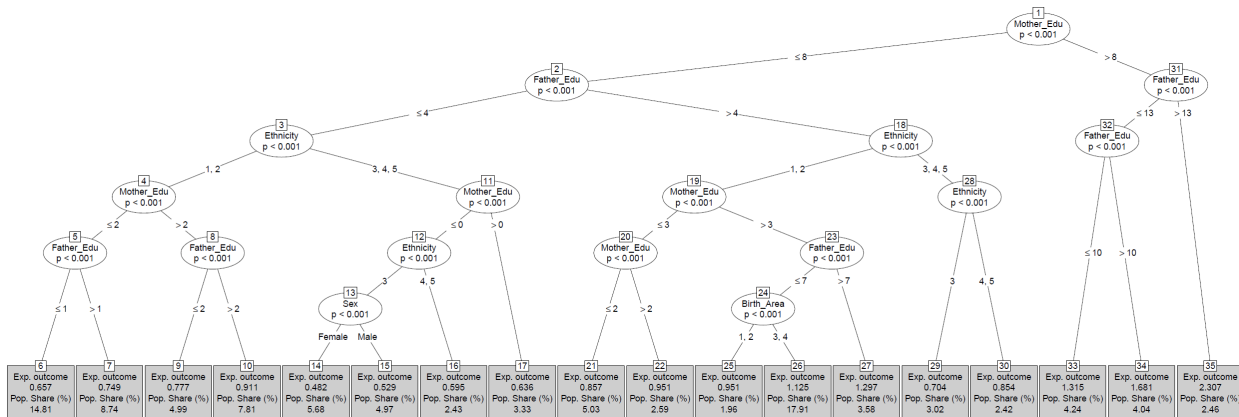 1
Mother_Edu
p < 0.001
≤ 8
> 8
2
Father_Edu
p < 0.001
31
Father_Edu
p < 0.001
≤ 4
> 4
≤ 13
> 13
3
Ethnicity
p < 0.001
18
Ethnicity
p < 0.001
32
Father_Edu
p < 0.001
1, 2
3, 4, 5
1, 2
3, 4, 5
4
Mother_Edu
p < 0.001
11
Mother_Edu
p < 0.001
19
Mother_Edu
p < 0.001
28
Ethnicity
p < 0.001
≤ 2
> 2
≤ 0
> 0
≤ 3
> 3
5
Father_Edu
p < 0.001
8
Father_Edu
p < 0.001
12
Ethnicity
p < 0.001
20
Mother_Edu
p < 0.001
23
Father_Edu
p < 0.001
≤ 10
> 10
3
4, 5
≤ 7
> 7
3
4, 5
13
Sex
p < 0.001
24
Birth_Area
p < 0.001
≤ 1
> 1
≤ 2
> 2
≤ 2
> 2
Female
Male
1, 2
3, 4
6
Exp. outcome
0.657
Pop. Share (%)
14.81
7
Exp. outcome
0.749
Pop. Share (%)
8.74
9
Exp. outcome
0.777
Pop. Share (%)
4.99
10
Exp. outcome
0.911
Pop. Share (%)
7.81
14
Exp. outcome
0.482
Pop. Share (%)
5.68
15
Exp. outcome
0.529
Pop. Share (%)
4.97
16
Exp. outcome
0.595
Pop. Share (%)
2.43
17
Exp. outcome
0.636
Pop. Share (%)
3.33
21
Exp. outcome
0.857
Pop. Share (%)
5.03
22
Exp. outcome
0.951
Pop. Share (%)
2.59
25
Exp. outcome
0.951
Pop. Share (%)
1.96
26
Exp. outcome
1.125
Pop. Share (%)
17.91
27
Exp. outcome
1.297
Pop. Share (%)
3.58
29
Exp. outcome
0.704
Pop. Share (%)
3.02
30
Exp. outcome
0.854
Pop. Share (%)
2.42
33
Exp. outcome
1.315
Pop. Share (%)
4.24
34
Exp. outcome
1.681
Pop. Share (%)
4.04
35
Exp. outcome
2.307
Pop. Share (%)
2.46